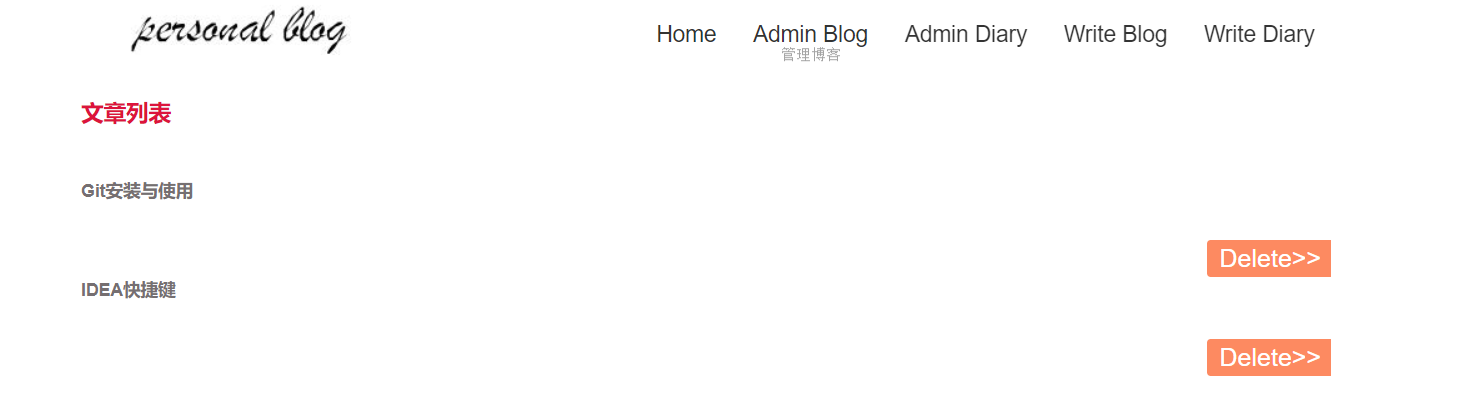 personal blog
Home Admin Blog Admin Diary Write Blog Write Diary
管理博客
文章列表
Git安装与使用
Delete>>
IDEA快捷键
Delete>>